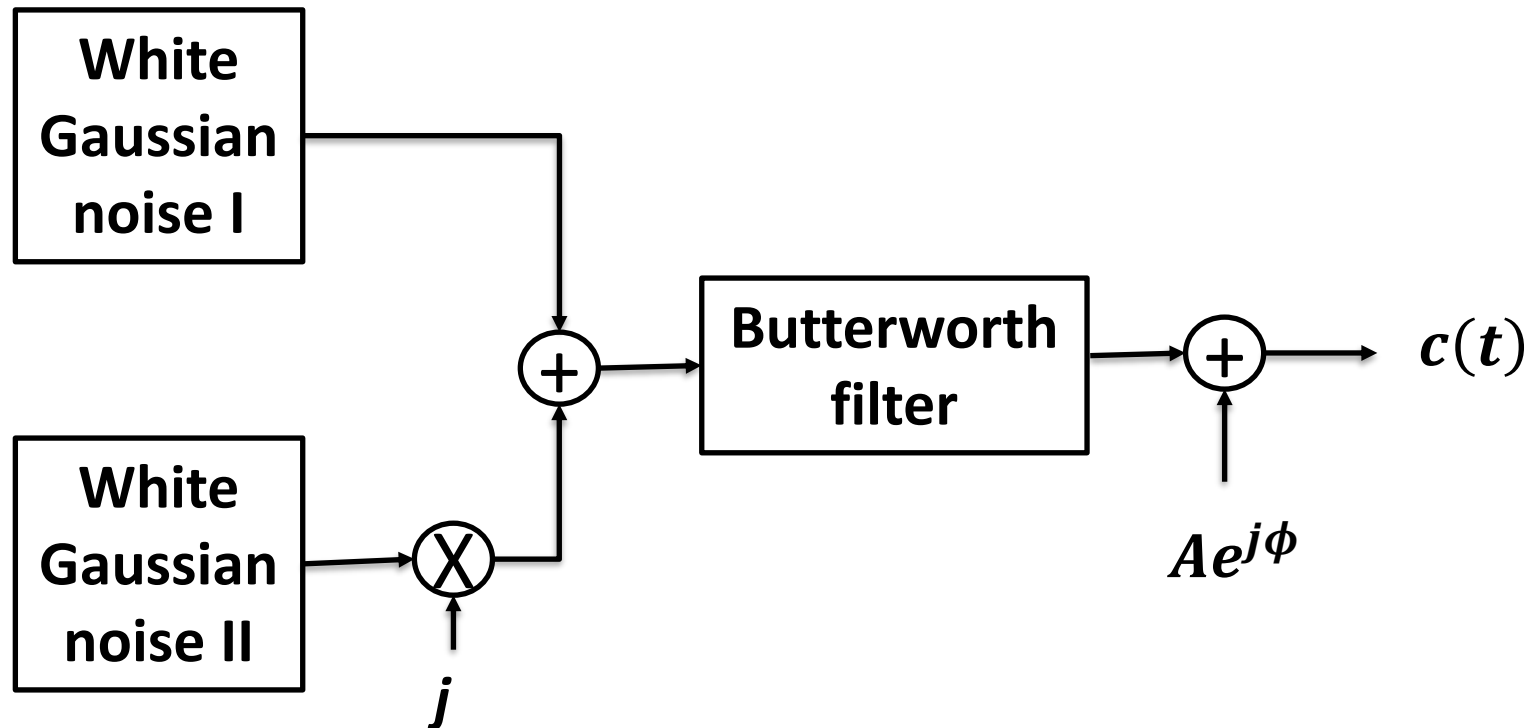 White
Gaussian
noise I
+
Butterworth
filter
+
c(t)
White
Gaussian
noise II
X
Ae^{jϕ}
j